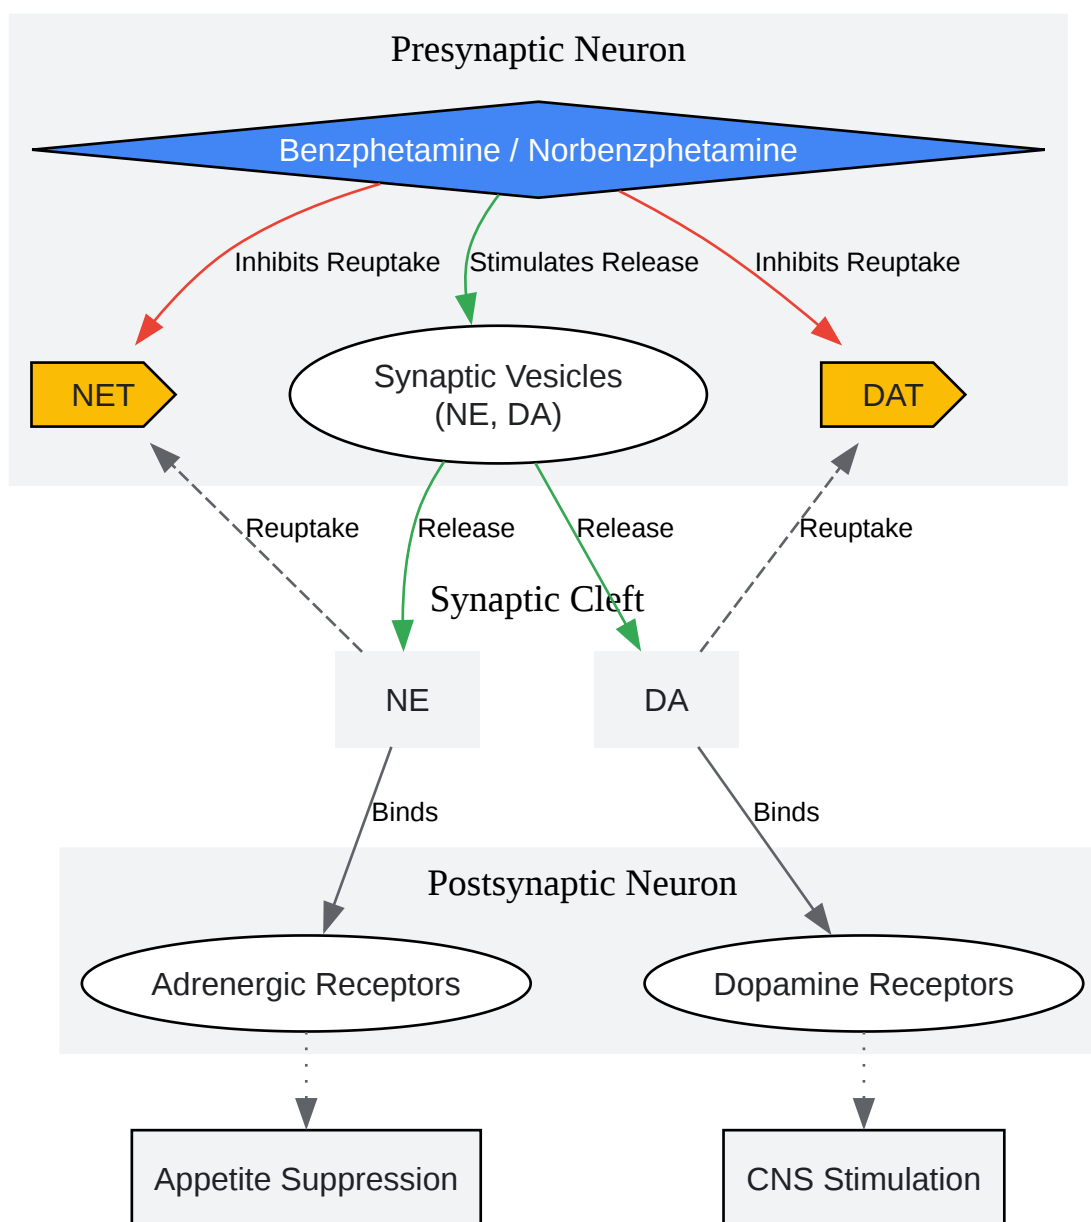 Presynaptic Neuron
Benzphetamine / Norbenzphetamine
Inhibits Reuptake
Stimulates Release
Inhibits Reuptake
NET
Synaptic Vesicles
(NE, DA)
DAT
Reuptake
Release
Release
Reuptake
Synaptic Cleft
NE
DA
Binds
Binds
Postsynaptic Neuron
Adrenergic Receptors
Dopamine Receptors
Appetite Suppression
CNS Stimulation